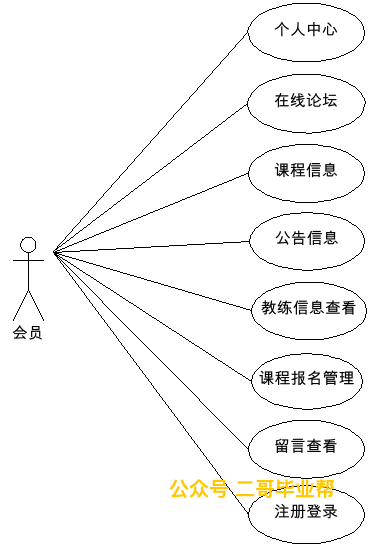 个人中心
在线论坛
课程信息
公告信息
会员
教练信息查看
课程报名管理
留言查看
公众号 二哥毕业帮
注册登录